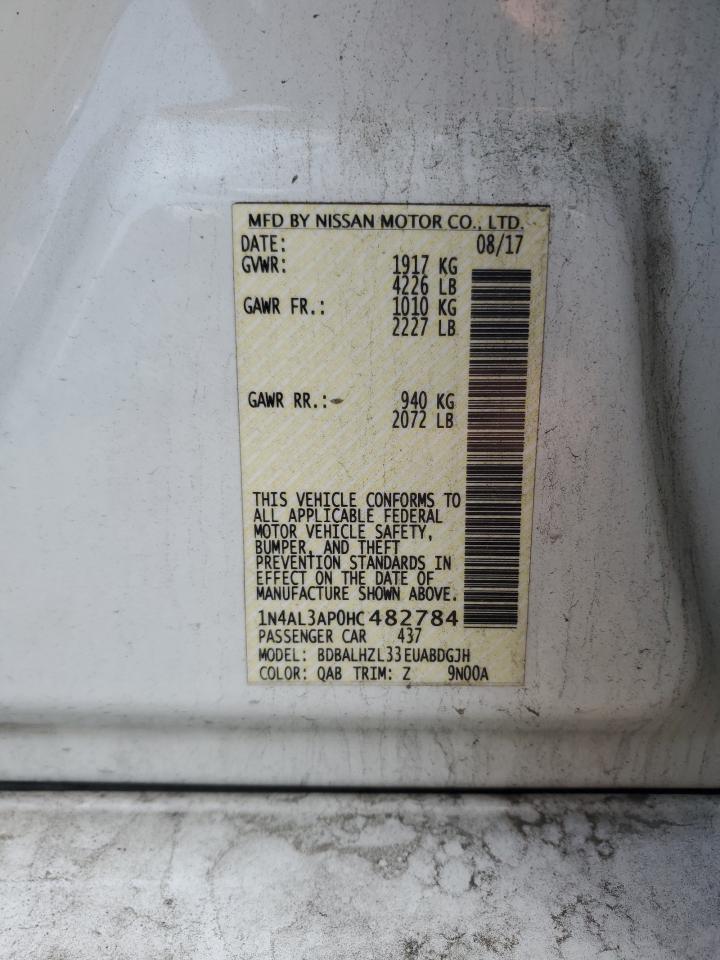 MFD BY NISSAN MOTOR CO., LTD.
DATE: 08/17
GVWR: 1917 KG
4226 LB
GAWR FR.: 1010 KG
2227 LB
GAWR RR.: 940 KG
2072 LB
THIS VEHICLE CONFORMS TO
ALL APPLICABLE FEDERAL
MOTOR VEHICLE SAFETY,
BUMPER, AND THEFT
PREVENTION STANDARDS IN
EFFECT ON THE DATE OF
MANUFACTURE SHOWN ABOVE.
1N4AL3AP0HC482784
PASSENGER CAR 437
MODEL: BDBALHZL33EUABDGJH
COLOR: QAB TRIM: Z 9N00A